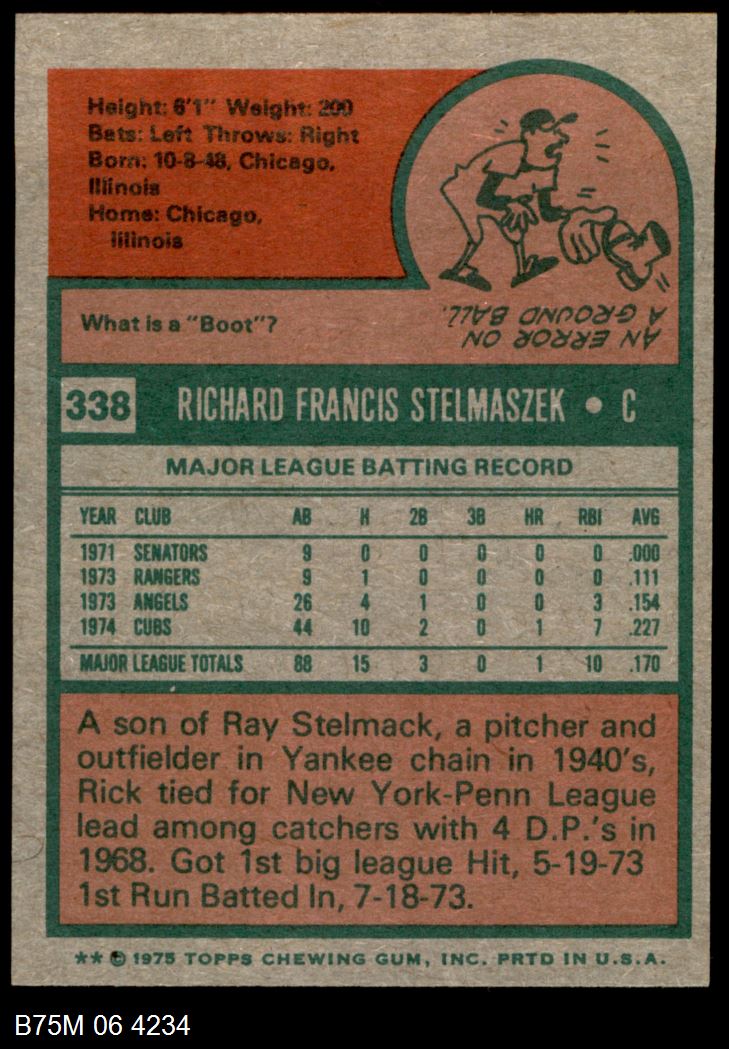 Height: 6'1" Weight: 200
Bats: Left Throws: Right
Born: 10-8-48, Chicago,
Illinois
Home: Chicago,
Illinois
What is a "Boot"?
AN ERROR ON
A GROUND BALL.
338 RICHARD FRANCIS STELMASZEK • C
MAJOR LEAGUE BATTING RECORD
YEAR CLUB AB H 2B 3B HR RBI AVG
1971 SENATORS 9 0 0 0 0 0 .000
1973 RANGERS 9 1 0 0 0 0 .111
1973 ANGELS 26 4 1 0 0 3 .154
1974 CUBS 44 10 2 0 1 7 .227
MAJOR LEAGUE TOTALS 88 15 3 0 1 10 .170
A son of Ray Stelmack, a pitcher and
outfielder in Yankee chain in 1940's,
Rick tied for New York-Penn League
lead among catchers with 4 D.P.'s in
1968. Got 1st big league Hit, 5-19-73
1st Run Batted In, 7-18-73.
** © 1975 TOPPS CHEWING GUM, INC. PRTD IN U.S.A.
B75M 06 4234